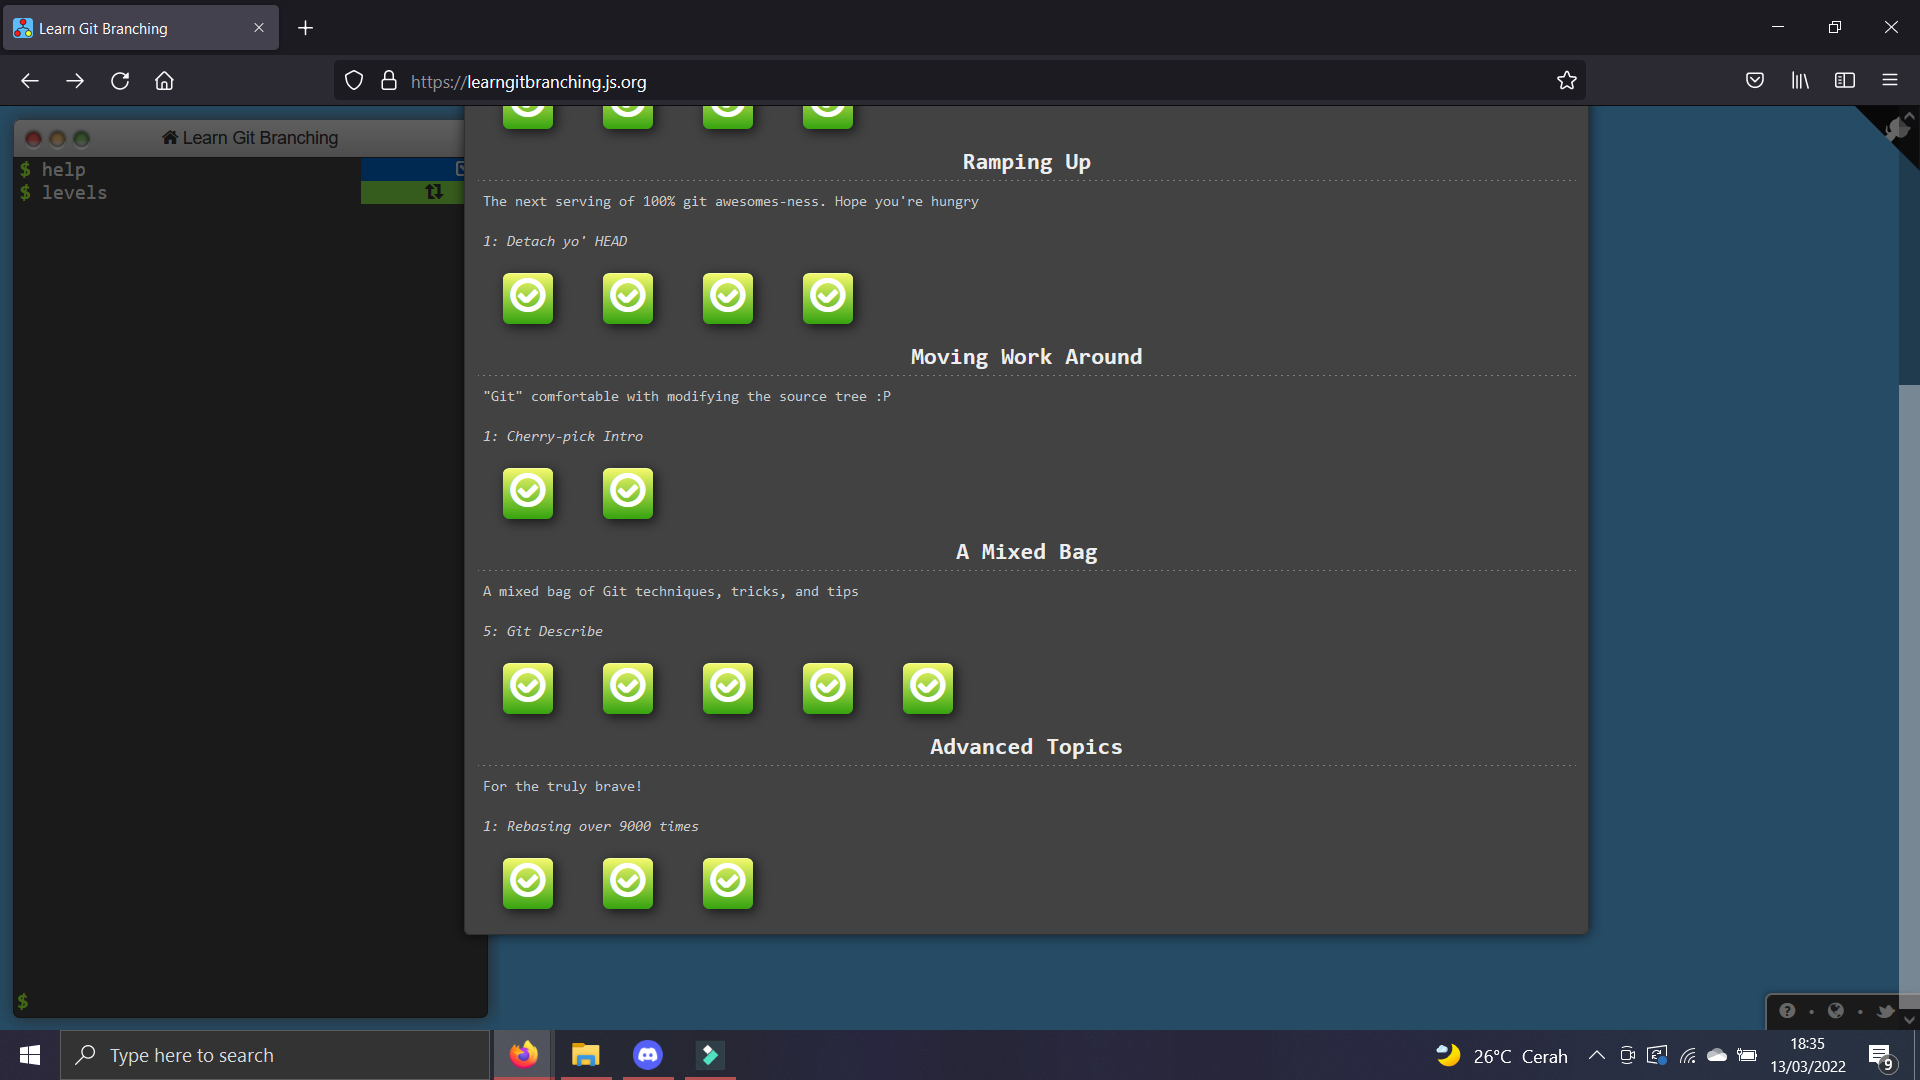 Learn Git Branching
https://learngitbranching.js.org
Learn Git Branching
$ help
$ levels
Ramping Up
The next serving of 100% git awesomes-ness. Hope you're hungry
1: Detach yo' HEAD
Moving Work Around
"Git" comfortable with modifying the source tree :P
1: Cherry-pick Intro
A Mixed Bag
A mixed bag of Git techniques, tricks, and tips
5: Git Describe
Advanced Topics
For the truly brave!
1: Rebasing over 9000 times
$
Type here to search
26°C Cerah
18:35
13/03/2022
9